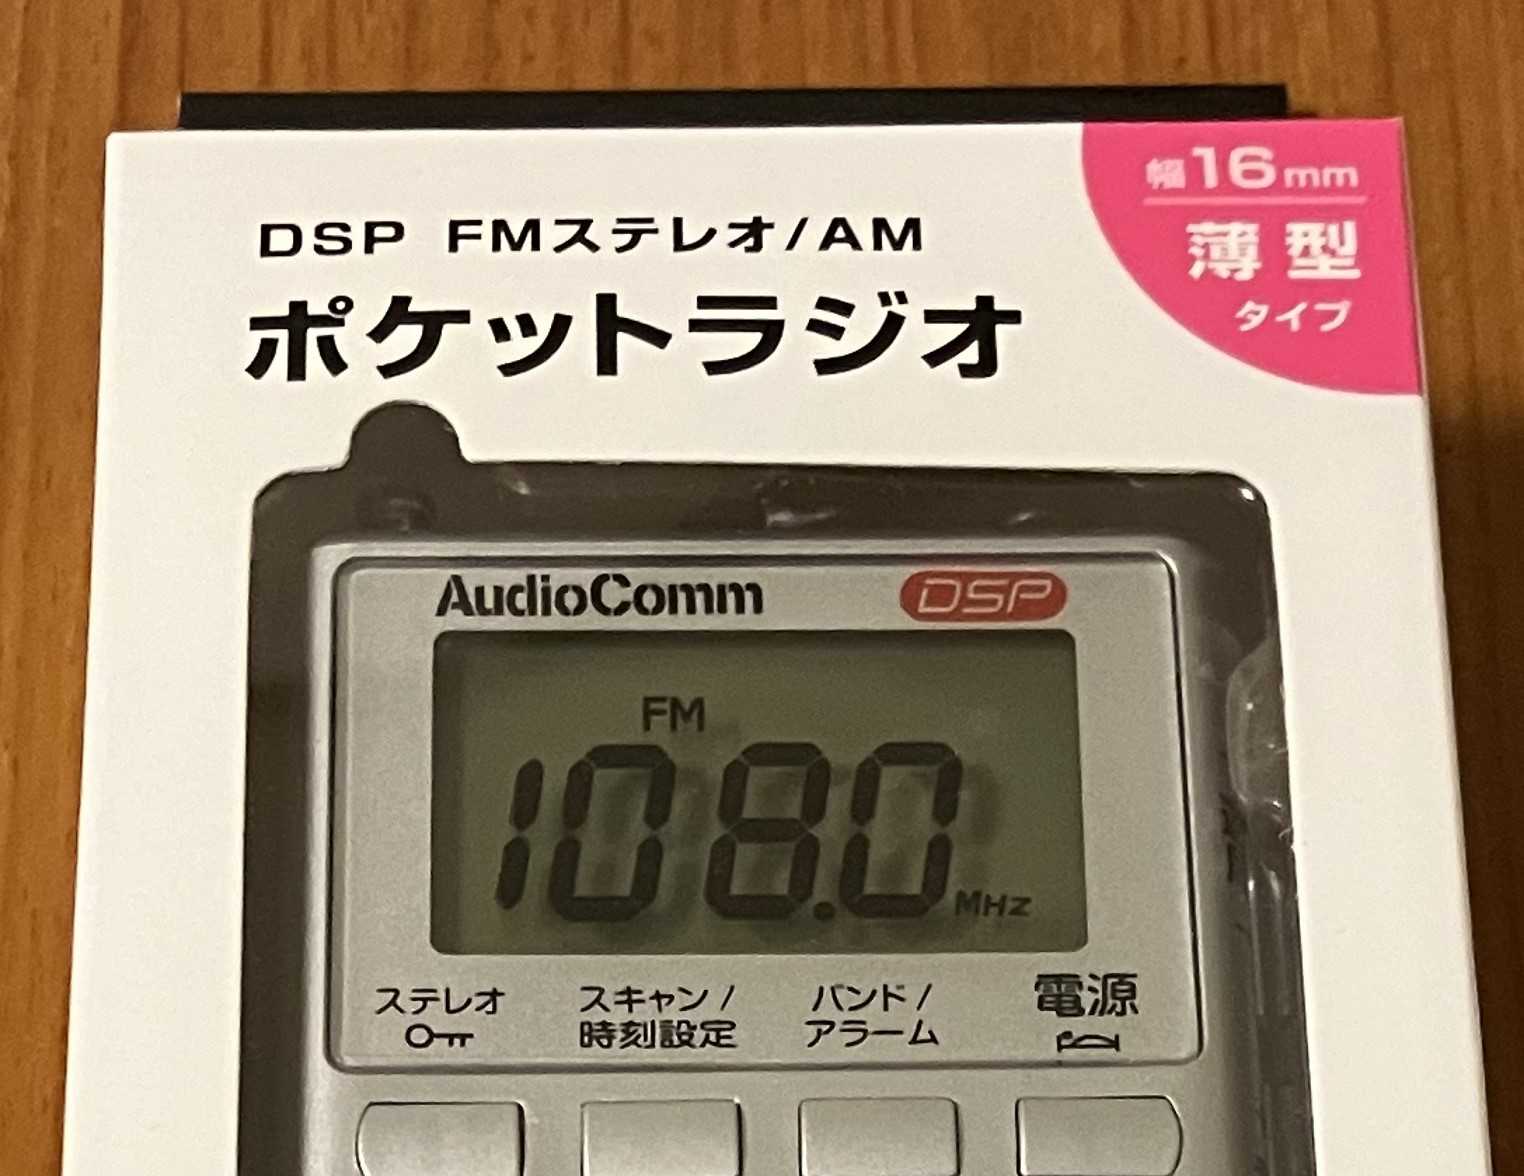 幅16mm
薄型
タイプ
DSP FMステレオ/AM
ポケットラジオ
AudioComm DSP
FM
108.0 MHz
ステレオ スキャン/ バンド/ 電源
時刻設定 アラーム